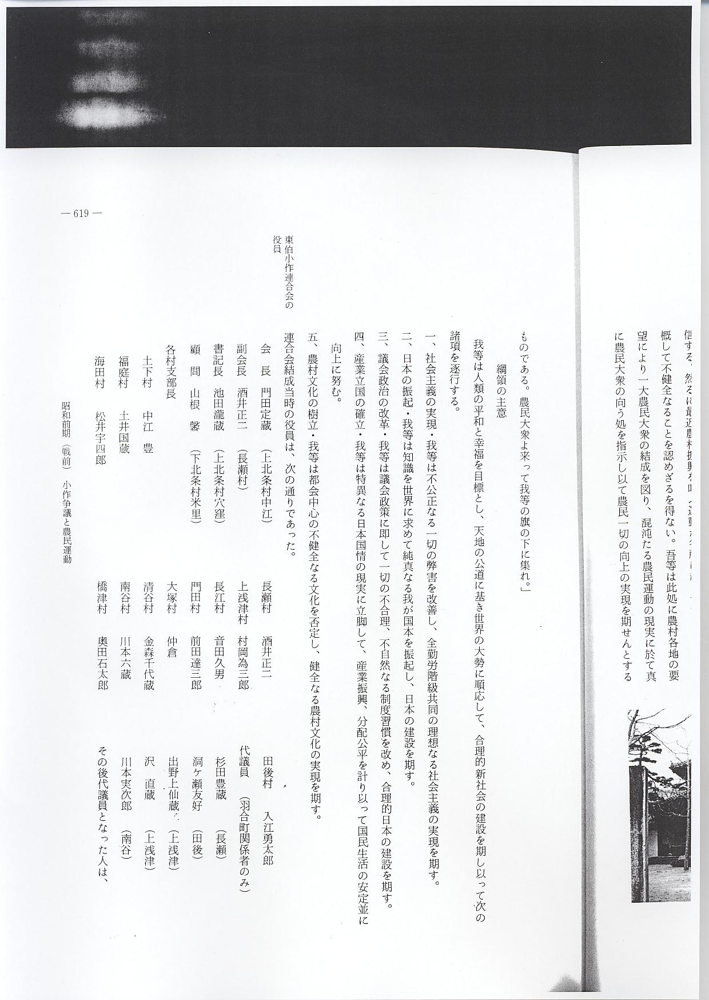 概して不健全なることを認めざるを得ない。吾等は此処に農村各地の要
望により一大農民大衆の結成を図り、混沌たる農民運動の現実に於て真
に農民大衆の向う処を指示し以て農民一切の向上の実現を期せんとする
ものである。農民大衆よ来って我等の旗の下に集れ。」
綱領の主意
我等は人類の平和と幸福を目標とし、天地の公道に基き世界の大勢に順応して、合理的新社会の建設を期し以って次の
諸項を逐行する。
一、社会主義の実現・我等は不公正なる一切の弊害を改善し、全勤労階級共同の理想なる社会主義の実現を期す。
二、日本の振起・我等は知識を世界に求めて純真なる我が国本を振起し、日本の建設を期す。
三、議会政治の改革・我等は議会政策に即して一切の不合理、不自然なる制度習慣を改め、合理的日本の建設を期す。
四、産業立国の確立・我等は特異なる日本国情の現実に立脚して、産業振興、分配公平を計り以って国民生活の安定並に
向上に努む。
五、農村文化の樹立・我等は都会中心の不健全なる文化を否定し、健全なる農村文化の実現を期す。
東伯小作連合会の
役員
連合会結成当時の役員は、次の通りであった。
会　長　門田定蔵　（上北条村中江）
副会長　酒井正二　（長瀬村）
書記長　池田瀧蔵　（上北条村穴窪）
顧　問　山根　馨　（下北条村米里）
各村支部長
土下村　中江　豊
福庭村　土井国蔵
海田村　松井宇四郎
長瀬村　酒井正二
上浅津村　村岡為三郎
長江村　音田久男
門田村　前田達三郎
大塚村　仲倉
清谷村　金森千代蔵
南谷村　川本六蔵
橋津村　奥田石太郎
田後村　入江勇太郎
代議員　（羽合町関係者のみ）
杉田豊蔵　（長瀬）
洞ヶ瀬友好　（田後）
出野上仙蔵　（上浅津）
沢　直蔵　（上浅津）
川本実次郎　（南谷）
その後代議員となった人は、
昭和前期（戦前）　小作争議と農民運動
― 619 ―